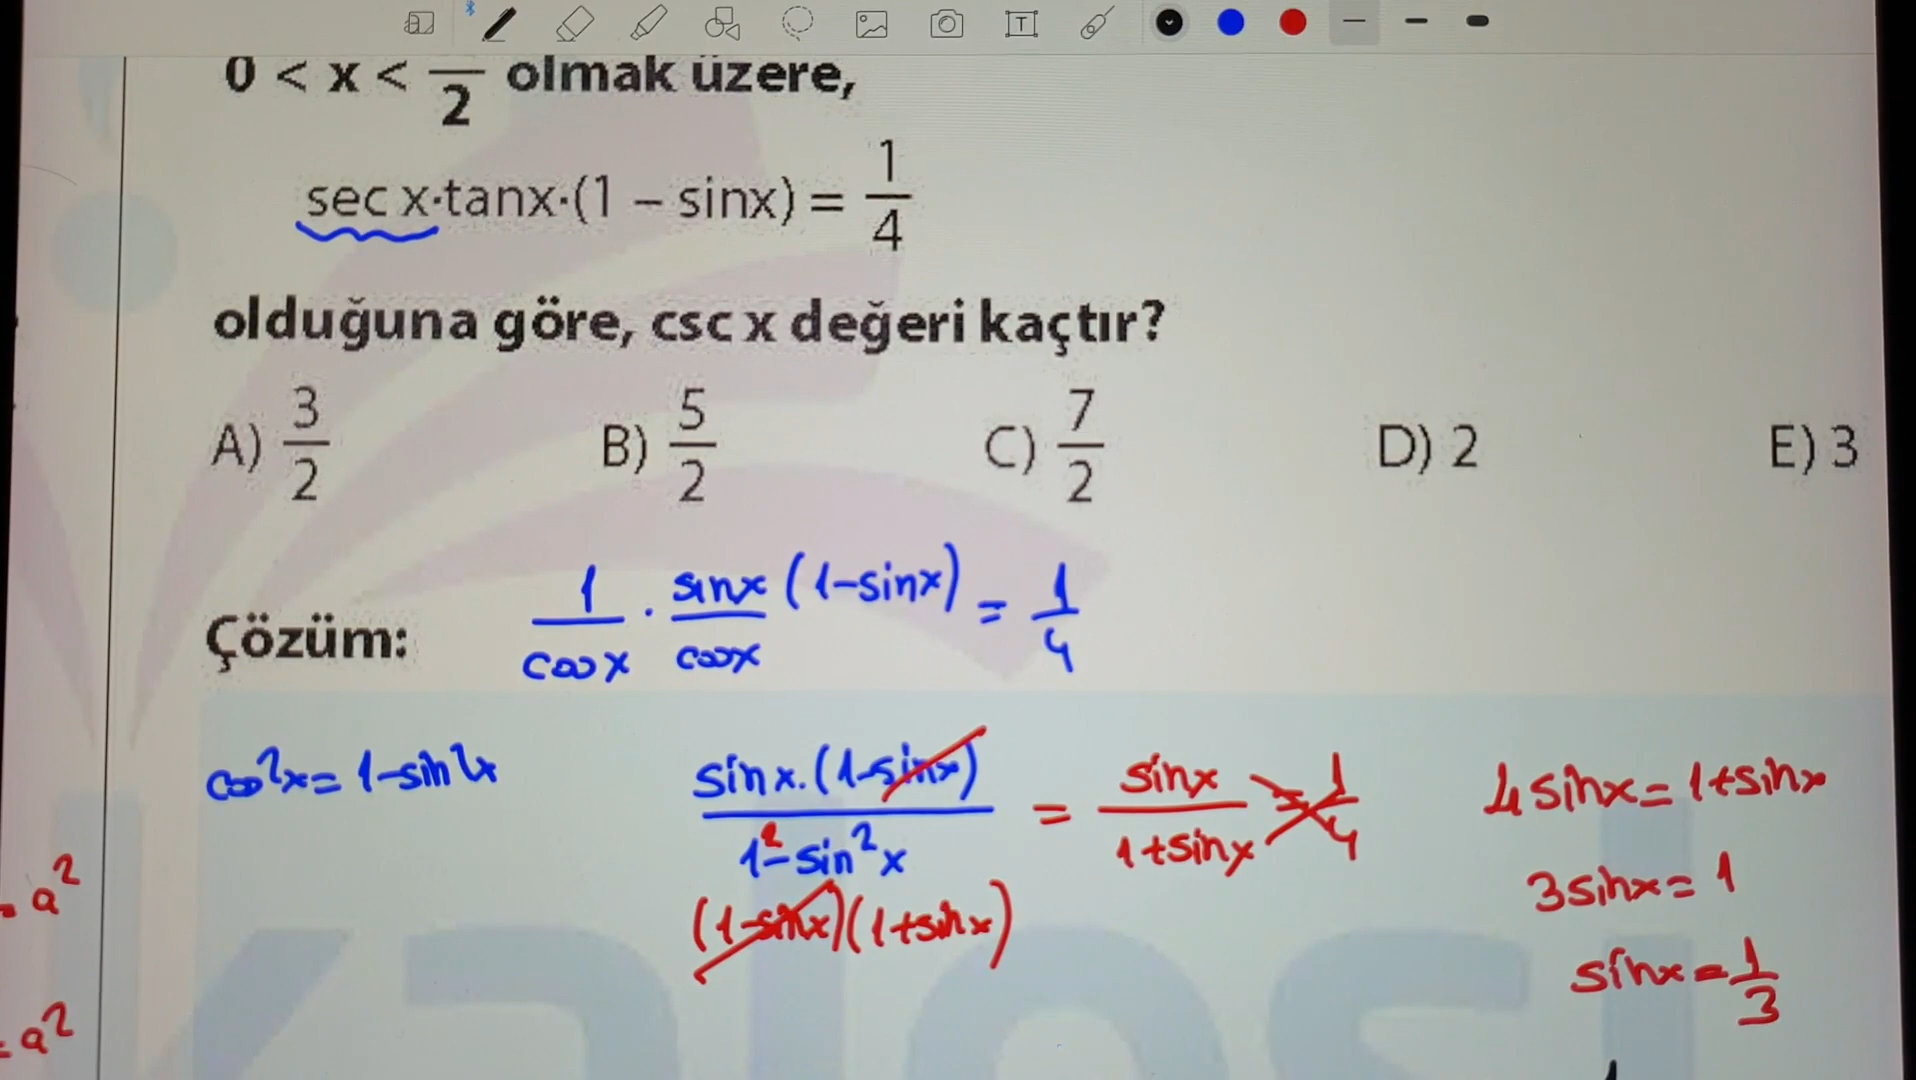 0 < x < — 2 olmak üzere,
sec x·tanx·(1 – sinx) = 1/4
olduğuna göre, csc x değeri kaçtır?
A) 3/2 B) 5/2 C) 7/2 D) 2 E) 3
Çözüm: 1/cosx · sinx/cosx (1-sinx) = 1/4
cos²x = 1-sin²x
sinx.(1-sinx) / 1²-sin²x = sinx / 1+sinx = 1/4
(1-sinx)(1+sinx)
4sinx = 1+sinx
3sinx = 1
sinx = 1/3
= a²
= a²